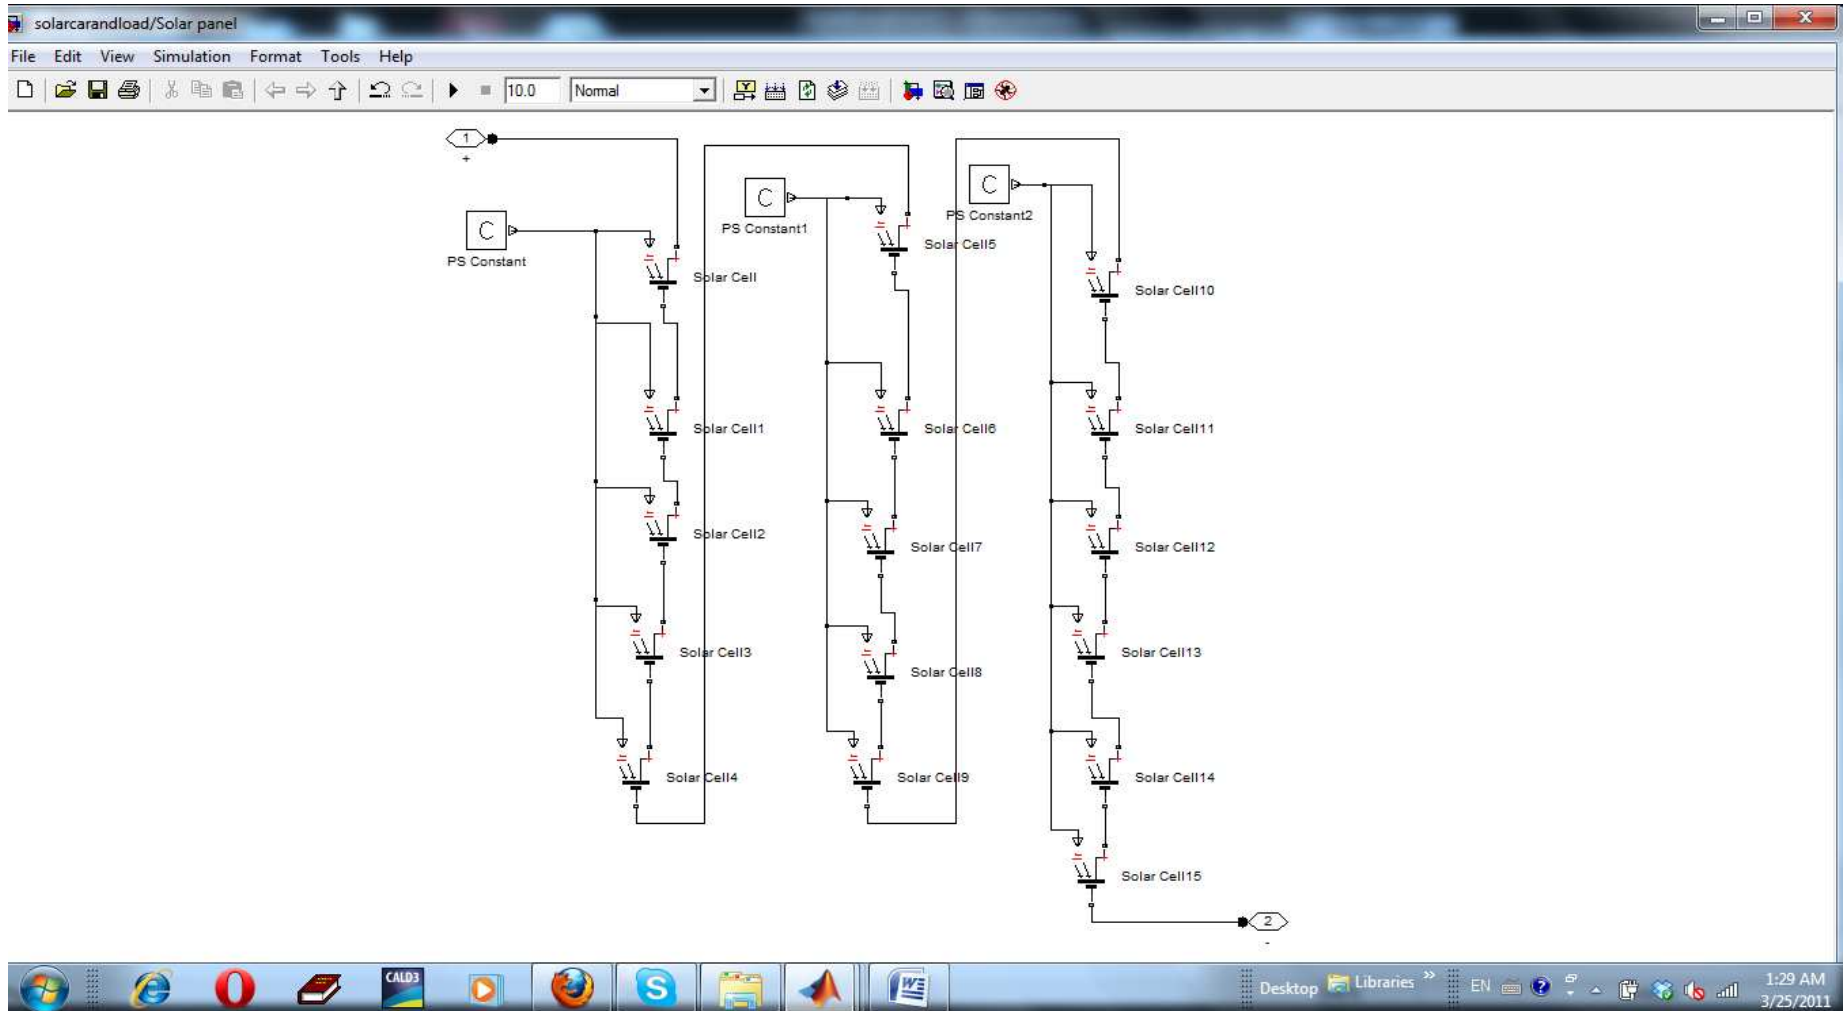 solarcarandload/Solar panel
File Edit View Simulation Format Tools Help
10.0 Normal
1
+
C
PS Constant
Solar Cell
Solar Cell1
Solar Cell2
Solar Cell3
Solar Cell4
C
PS Constant1
Solar Cell5
Solar Cell6
Solar Cell7
Solar Cell8
Solar Cell9
C
PS Constant2
Solar Cell10
Solar Cell11
Solar Cell12
Solar Cell13
Solar Cell14
Solar Cell15
2
-
CALD3
Desktop Libraries » EN 1:29 AM
3/25/2011